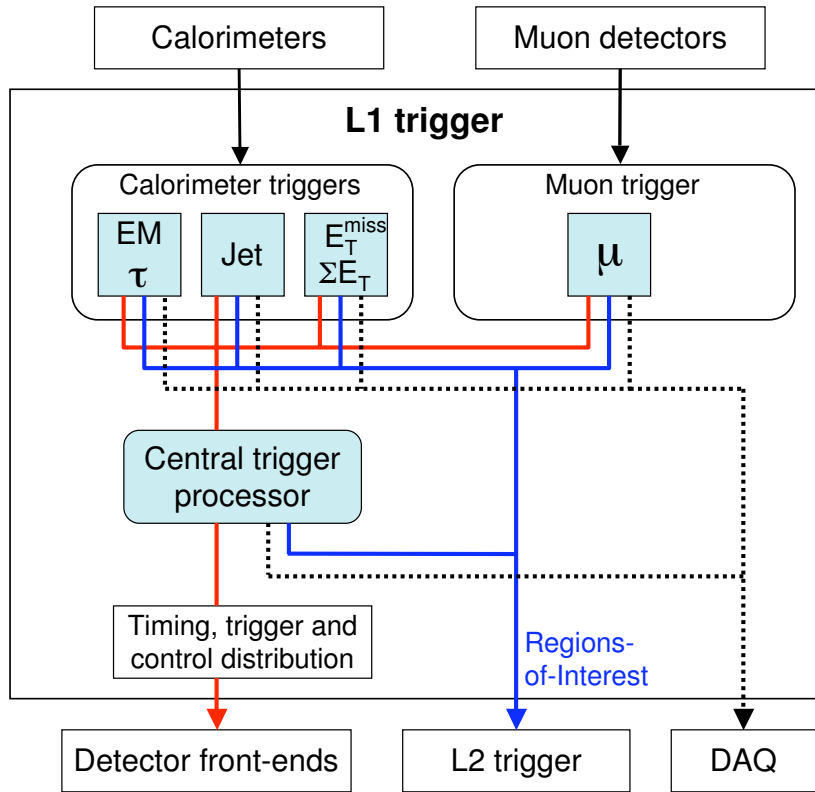 Calorimeters
Muon detectors
L1 trigger
Calorimeter triggers
Muon trigger
EM
τ
Jet
E_T^miss
ΣE_T
μ
Central trigger
processor
Timing, trigger and
control distribution
Regions-
of-Interest
Detector front-ends
L2 trigger
DAQ